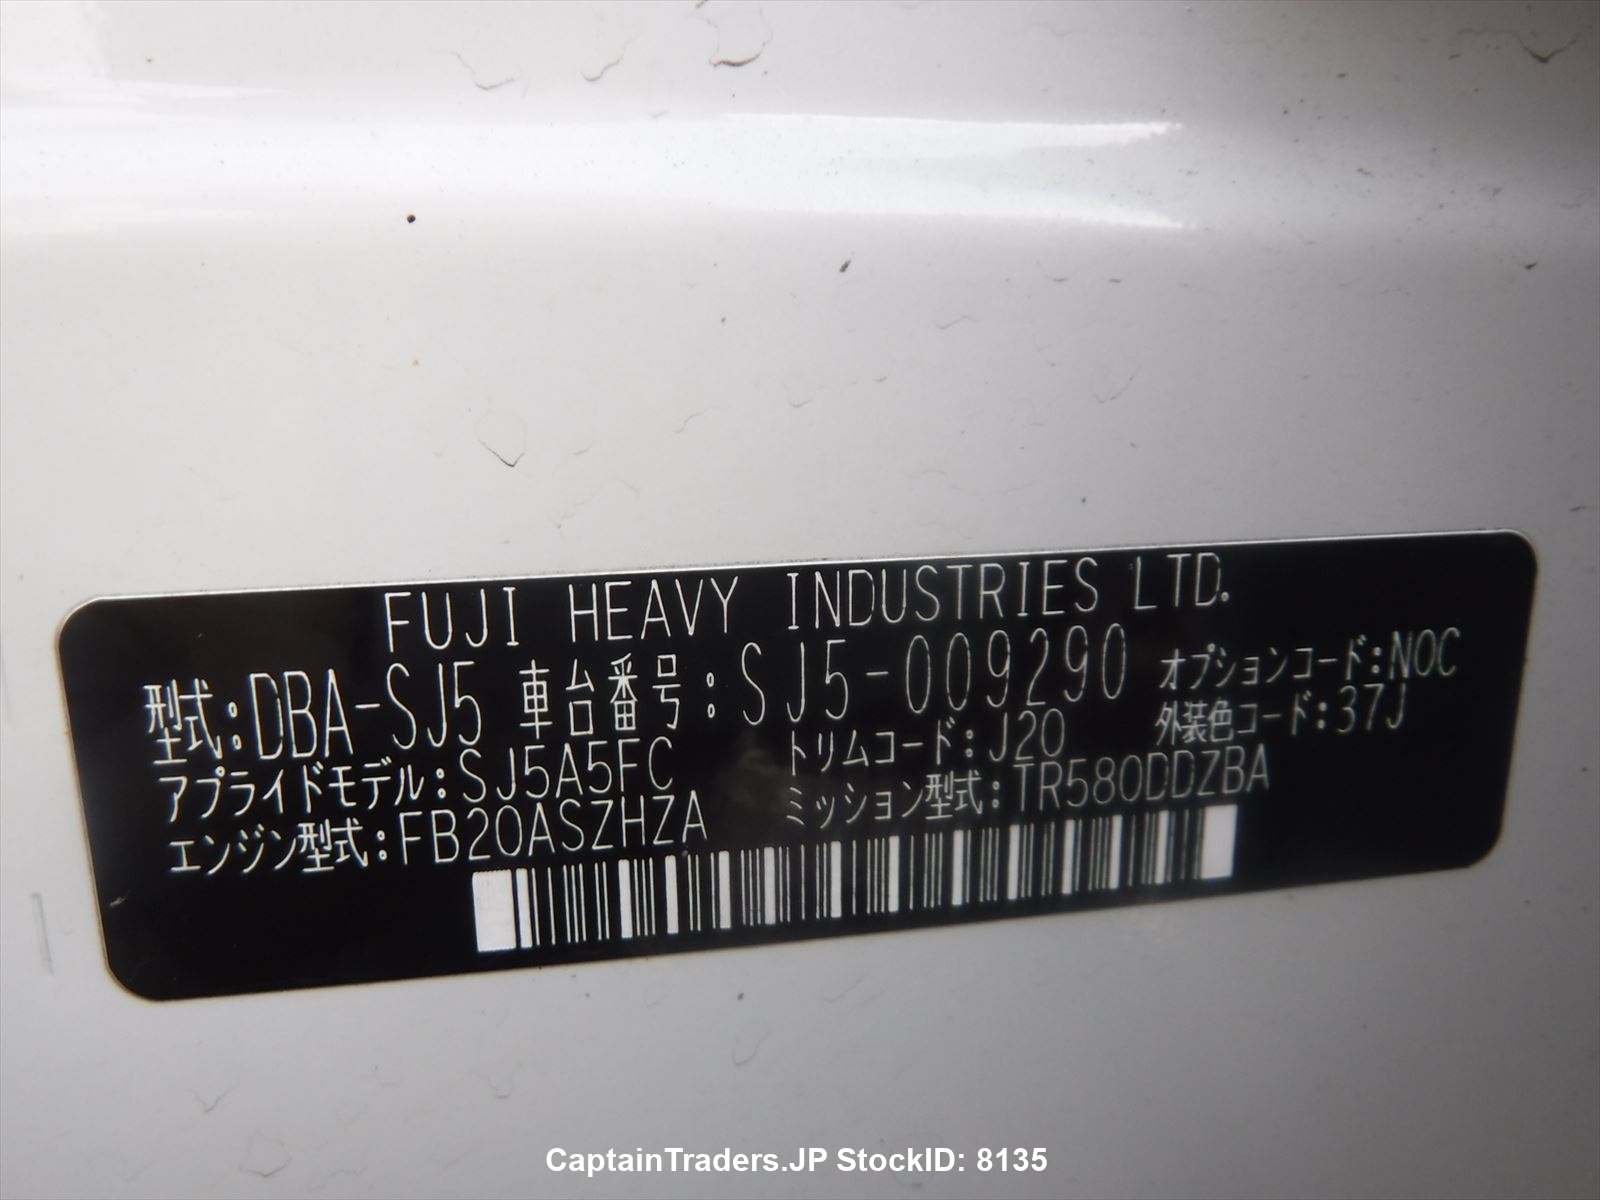 FUJI HEAVY INDUSTRIES LTD.
型式:DBA-SJ5 車台番号:SJ5-009290 オプションコード:NOC
アプライドモデル:SJ5A5FC トリムコード:J20 外装色コード:37J
エンジン型式:FB20ASZHZA ミッション型式:TR580DDZBA
CaptainTraders.JP StockID: 8135